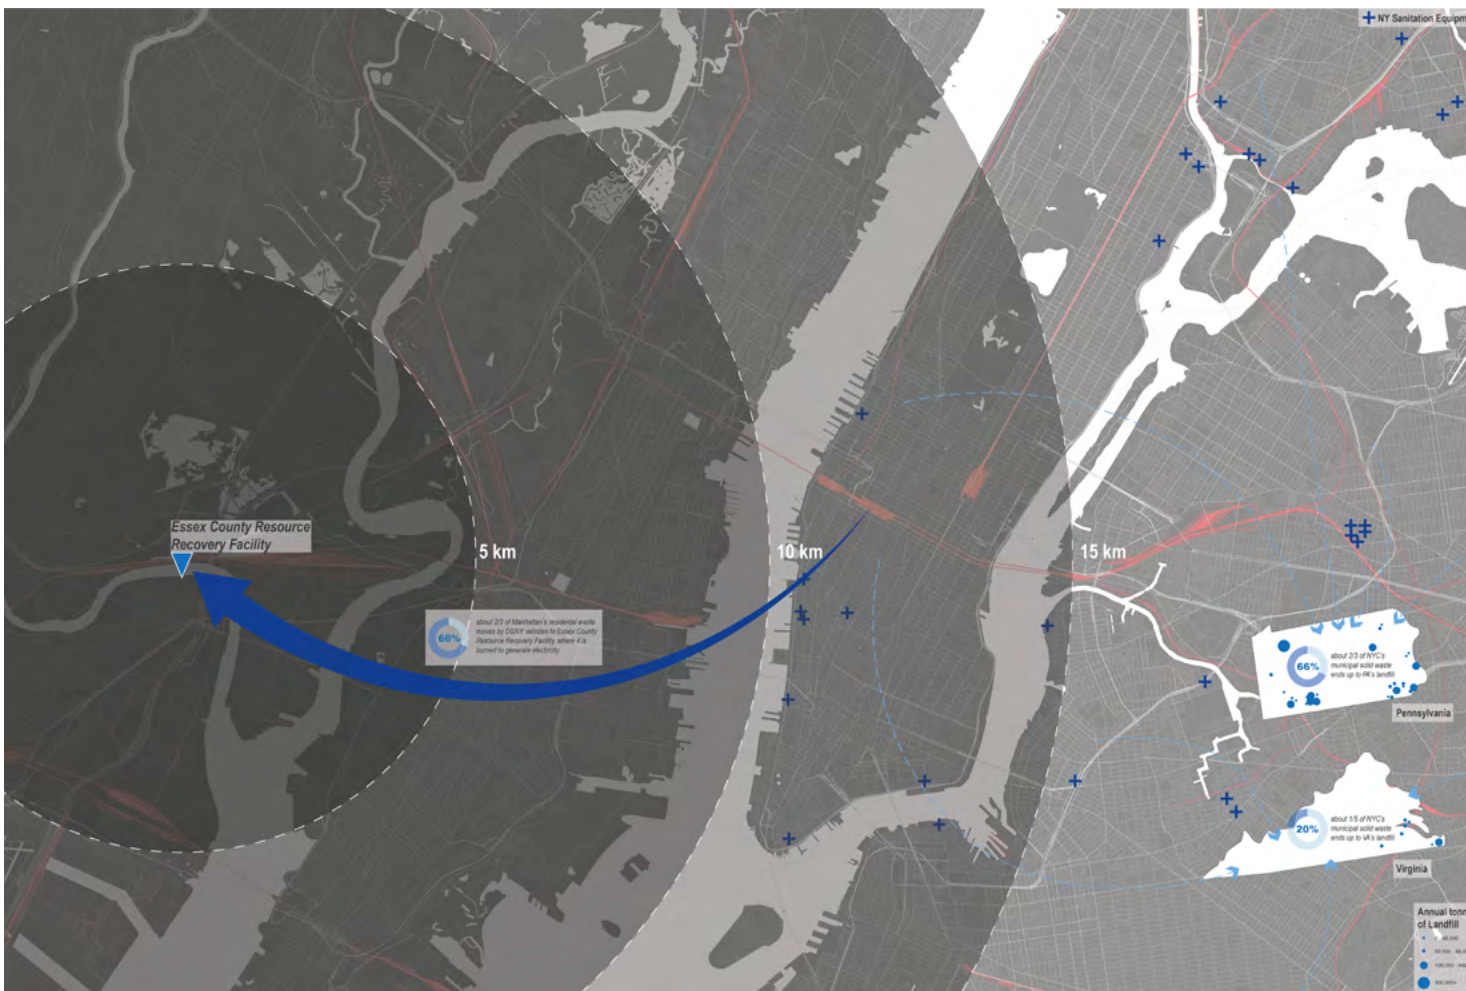 NY Sanitation Equipm
Essex County Resource
Recovery Facility
5 km
10 km
15 km
66%
about 2/3 of Manhattan's residental waste
moves by DSNY vehicles to Essex County
Resource Recovery Facility, where it is
burned to generate electricity.
66%
about 2/3 of NYC's
municipal solid waste
ends up to PA's landfill
Pennsylvania
20%
about 1/5 of NYC's
municipal solid waste
ends up to VA's landfill
Virginia
Annual tonn
of Landfill